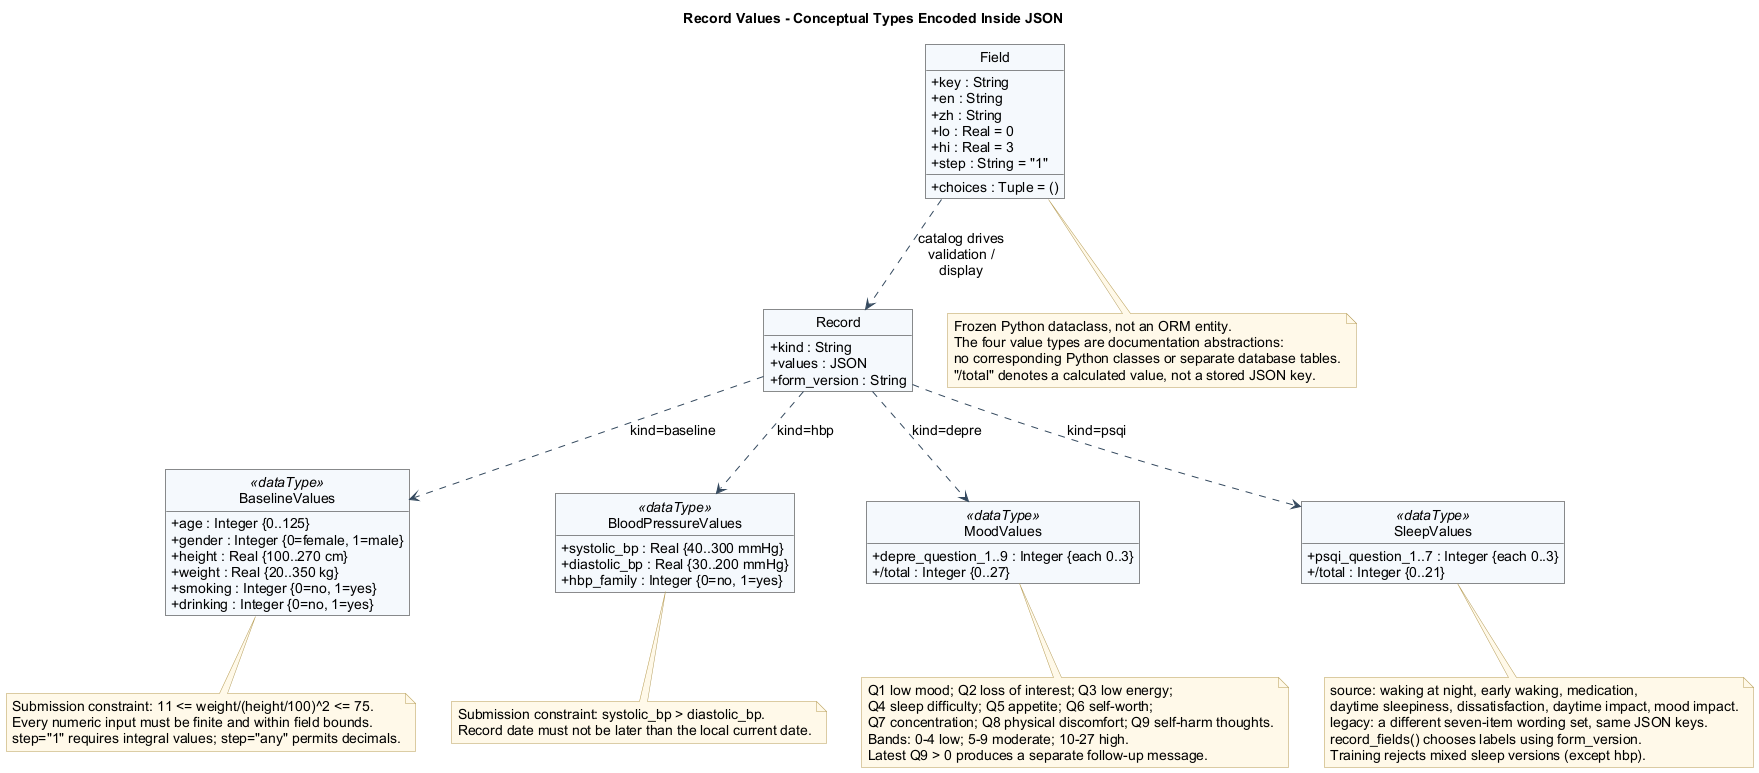 Record Values - Conceptual Types Encoded Inside JSON
Field
+key : String
+en : String
+zh : String
+lo : Real = 0
+hi : Real = 3
+step : String = "1"
+choices : Tuple = ()
catalog drives
validation /
display
Frozen Python dataclass, not an ORM entity.
The four value types are documentation abstractions:
no corresponding Python classes or separate database tables.
"/total" denotes a calculated value, not a stored JSON key.
Record
+kind : String
+values : JSON
+form_version : String
kind=baseline
kind=hbp
kind=depre
kind=psqi
«dataType»
BaselineValues
+age : Integer {0..125}
+gender : Integer {0=female, 1=male}
+height : Real {100..270 cm}
+weight : Real {20..350 kg}
+smoking : Integer {0=no, 1=yes}
+drinking : Integer {0=no, 1=yes}
«dataType»
BloodPressureValues
+systolic_bp : Real {40..300 mmHg}
+diastolic_bp : Real {30..200 mmHg}
+hbp_family : Integer {0=no, 1=yes}
«dataType»
MoodValues
+depre_question_1..9 : Integer {each 0..3}
+/total : Integer {0..27}
«dataType»
SleepValues
+psqi_question_1..7 : Integer {each 0..3}
+/total : Integer {0..21}
Submission constraint: 11 <= weight/(height/100)^2 <= 75.
Every numeric input must be finite and within field bounds.
step="1" requires integral values; step="any" permits decimals.
Submission constraint: systolic_bp > diastolic_bp.
Record date must not be later than the local current date.
Q1 low mood; Q2 loss of interest; Q3 low energy;
Q4 sleep difficulty; Q5 appetite; Q6 self-worth;
Q7 concentration; Q8 physical discomfort; Q9 self-harm thoughts.
Bands: 0-4 low; 5-9 moderate; 10-27 high.
Latest Q9 > 0 produces a separate follow-up message.
source: waking at night, early waking, medication,
daytime sleepiness, dissatisfaction, daytime impact, mood impact.
legacy: a different seven-item wording set, same JSON keys.
record_fields() chooses labels using form_version.
Training rejects mixed sleep versions (except hbp).